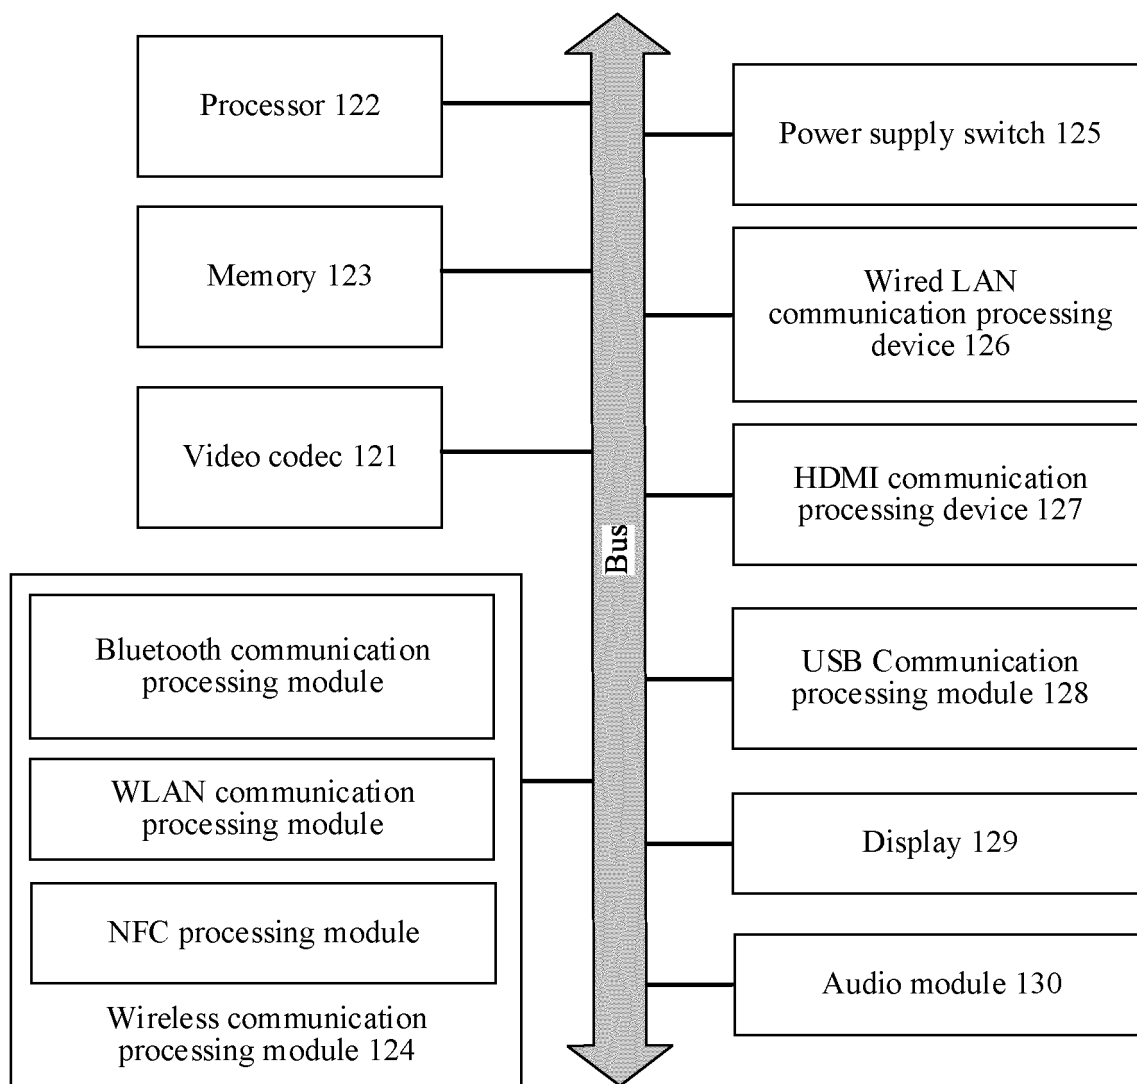 Processor 122
Memory 123
Video codec 121
Bluetooth communication
processing module
WLAN communication
processing module
NFC processing module
Wireless communication
processing module 124
Bus
Power supply switch 125
Wired LAN
communication processing
device 126
HDMI communication
processing device 127
USB Communication
processing module 128
Display 129
Audio module 130